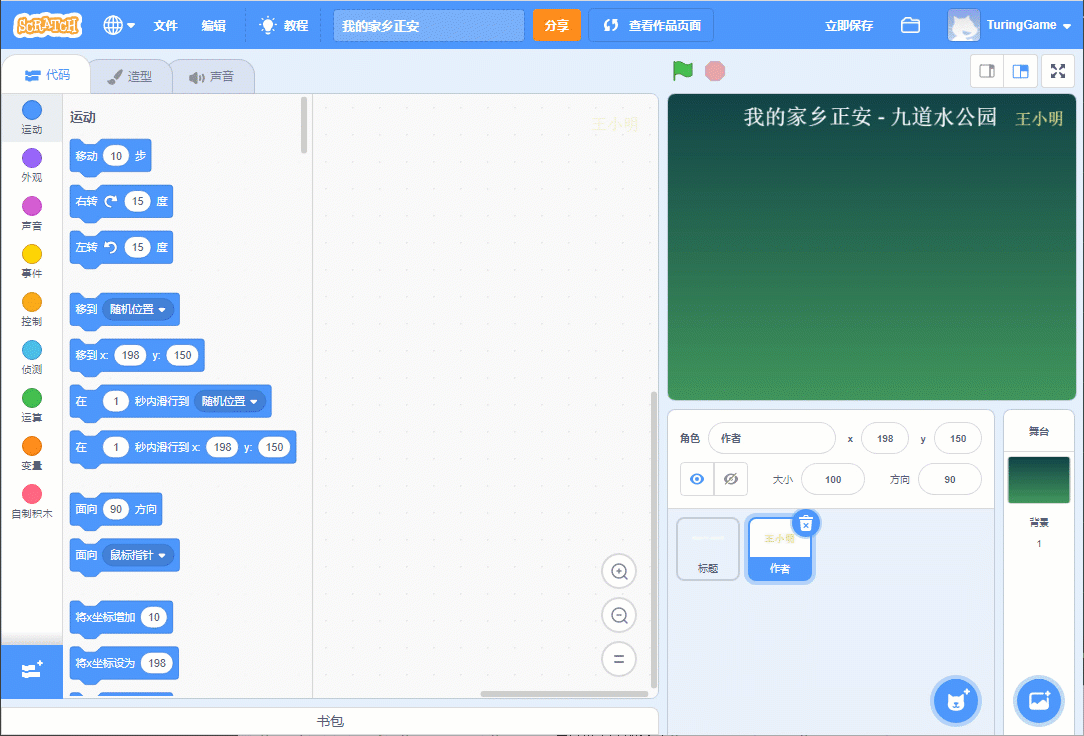 SCRATCH 文件 编辑 教程 我的家乡正安 分享 查看作品页面 立即保存 TuringGame
代码 造型 声音
运动
外观
声音
事件
控制
侦测
运算
变量
自制积木
运动
移动 10 步
右转 15 度
左转 15 度
移到 随机位置
移到 x: 198 y: 150
在 1 秒内滑行到 随机位置
在 1 秒内滑行到 x: 198 y: 150
面向 90 方向
面向 鼠标指针
将x坐标增加 10
将x坐标设为 198
王小明
书包
我的家乡正安 - 九道水公园 王小明
角色 作者 x 198 y 150
大小 100 方向 90
标题
王小明
作者
舞台
背景
1